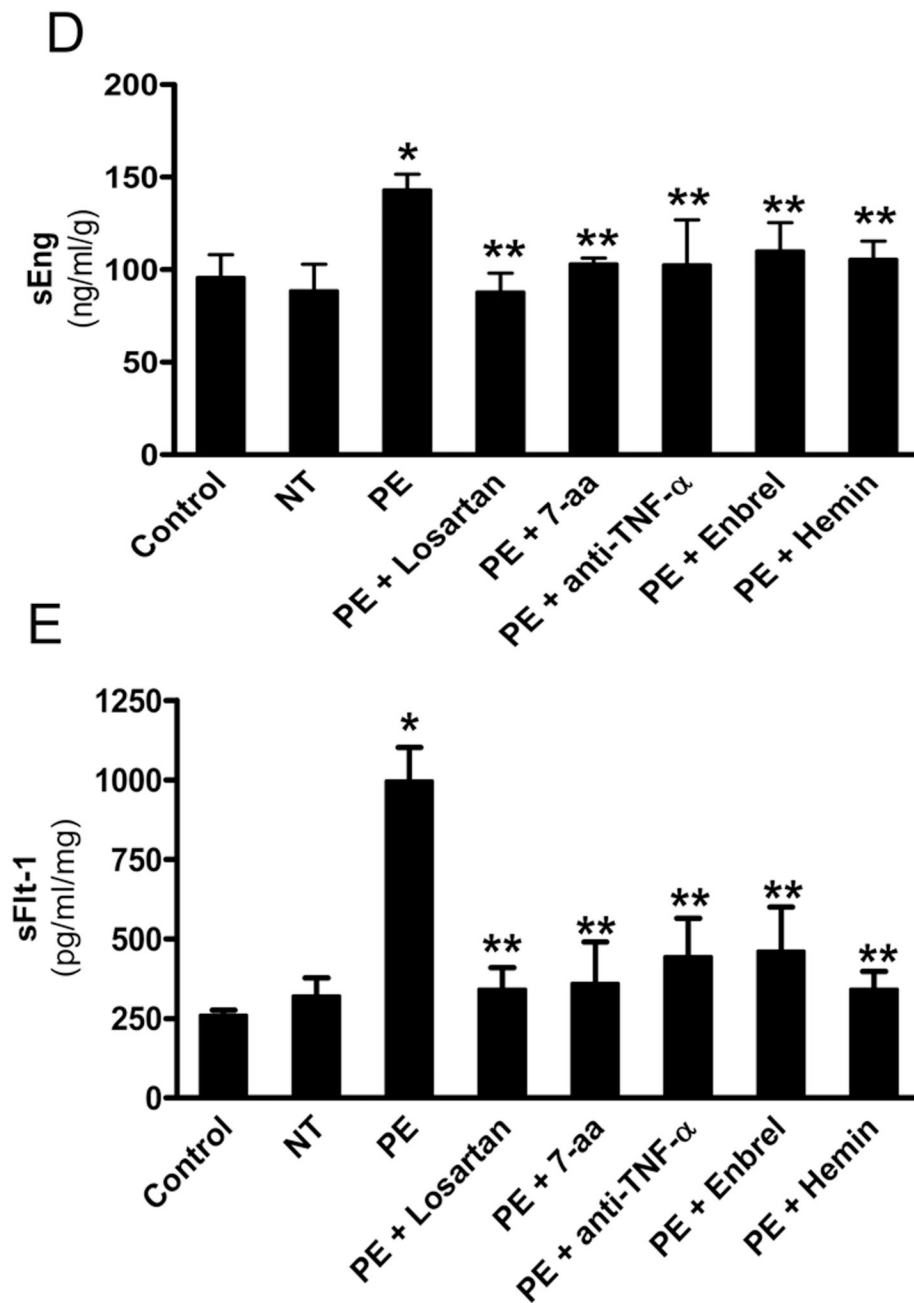 D
200
150
100
50
0
sEng
(ng/ml/g)
*
**
**
**
**
**
Control
NT
PE
PE + Losartan
PE + 7-aa
PE + anti-TNF-α
PE + Enbrel
PE + Hemin
E
1250
1000
750
500
250
0
sFlt-1
(pg/ml/mg)
*
**
**
**
**
**
Control
NT
PE
PE + Losartan
PE + 7-aa
PE + anti-TNF-α
PE + Enbrel
PE + Hemin